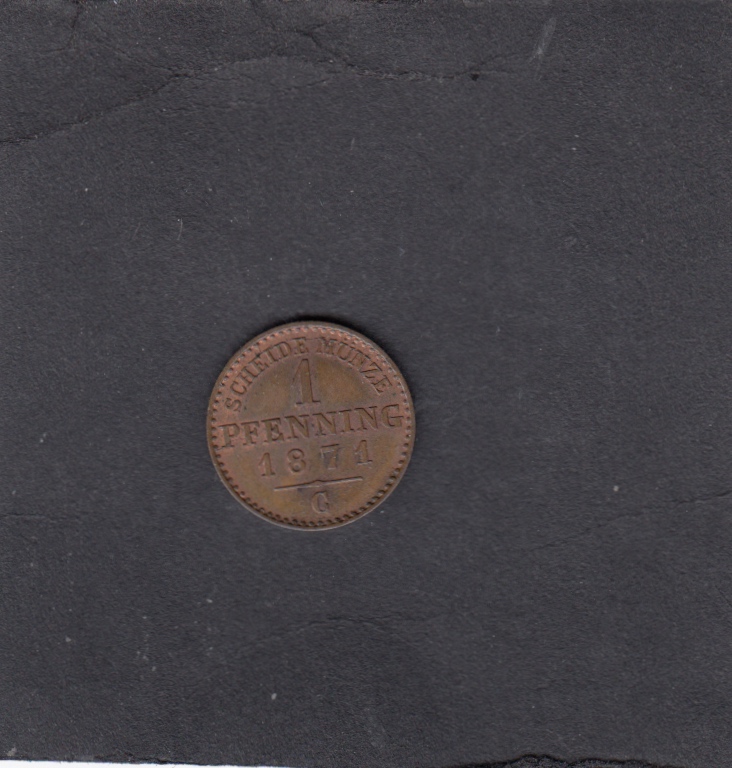 SCHEIDE MÜNZE
1
PFENNING
1871
C